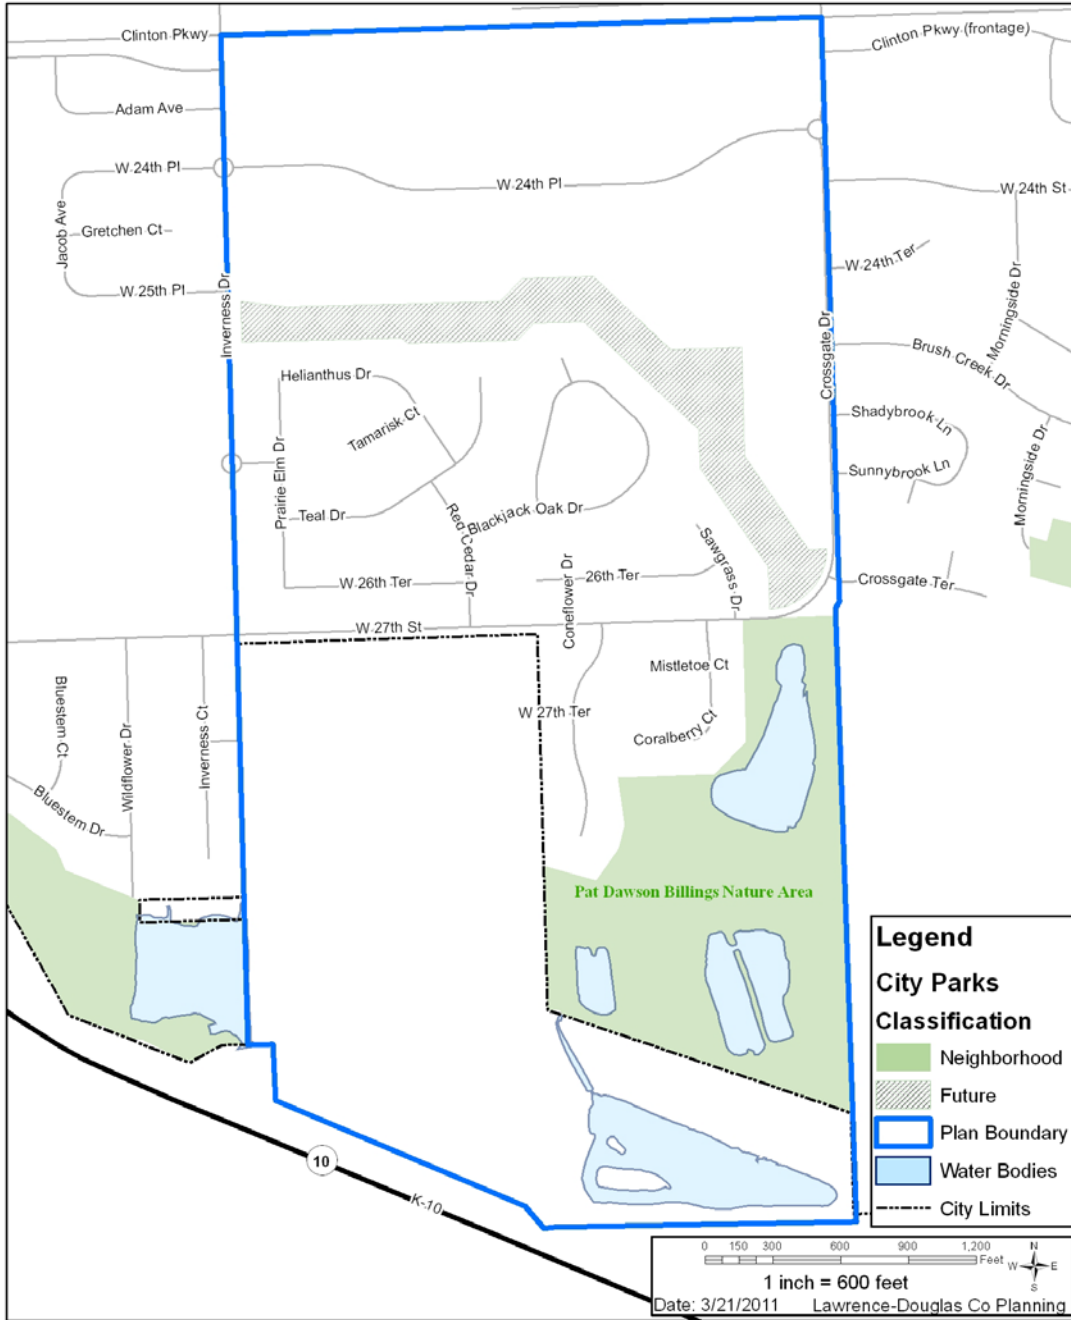 Clinton Pkwy
Clinton Pkwy (frontage)
Adam Ave
W 24th Pl
W 24th Pl
W 24th St
Jacob Ave
Gretchen Ct
W 24th Ter
Morningside Dr
W 25th Pl
Inverness Dr
Crossgate Dr
Brush Creek Dr
Helianthus Dr
Tamarisk Ct
Shadybrook Ln
Prairie Elm Dr
Sunnybrook Ln
Morningside Dr
Teal Dr
Red Cedar Dr
Blackjack Oak Dr
Sawgrass Dr
W 26th Ter
Coneflower Dr
26th Ter
Crossgate Ter
W 27th St
Mistletoe Ct
Bluestem Ct
Wildflower Dr
Inverness Ct
W 27th Ter
Coralberry Ct
Bluestem Dr
Pat Dawson Billings Nature Area
Legend
City Parks
Classification
Neighborhood
Future
Plan Boundary
Water Bodies
City Limits
10
K-10
0 150 300 600 900 1,200
Feet
N
W E
S
1 inch = 600 feet
Date: 3/21/2011 Lawrence-Douglas Co Planning